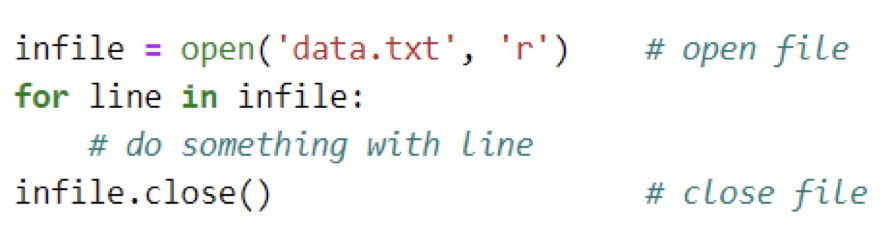 infile = open('data.txt', 'r')    # open file
for line in infile:
    # do something with line
infile.close()                    # close file